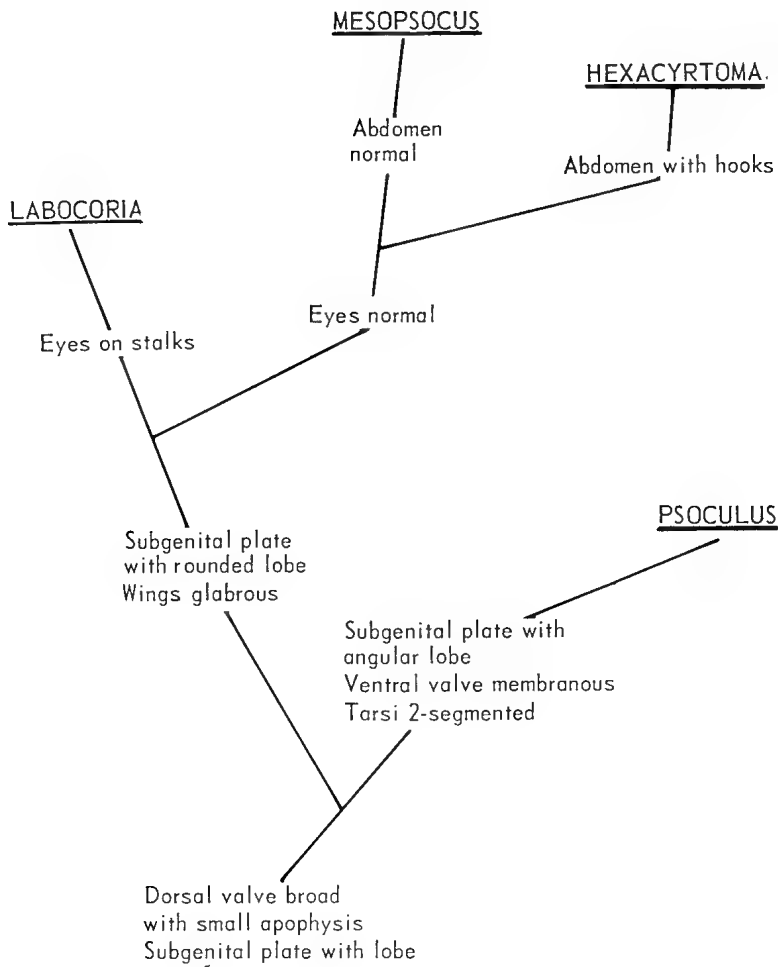 MESOPSOCUS
HEXACYRTOMA.
Abdomen
normal
Abdomen with hooks
LABOCORIA
Eyes normal
Eyes on stalks
PSOCULUS
Subgenital plate
with rounded lobe
Wings glabrous
Subgenital plate with
angular lobe
Ventral valve membranous
Tarsi 2-segmented
Dorsal valve broad
with small apophysis
Subgenital plate with lobe